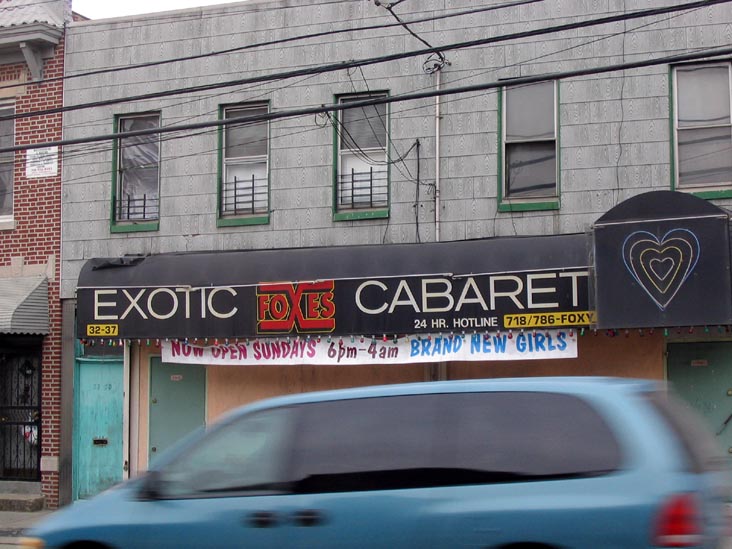 EXOTIC FOXES CABARET
32-37
24 HR. HOTLINE 718/786-FOXY
NOW OPEN SUNDAYS 6pm-4am BRAND NEW GIRLS